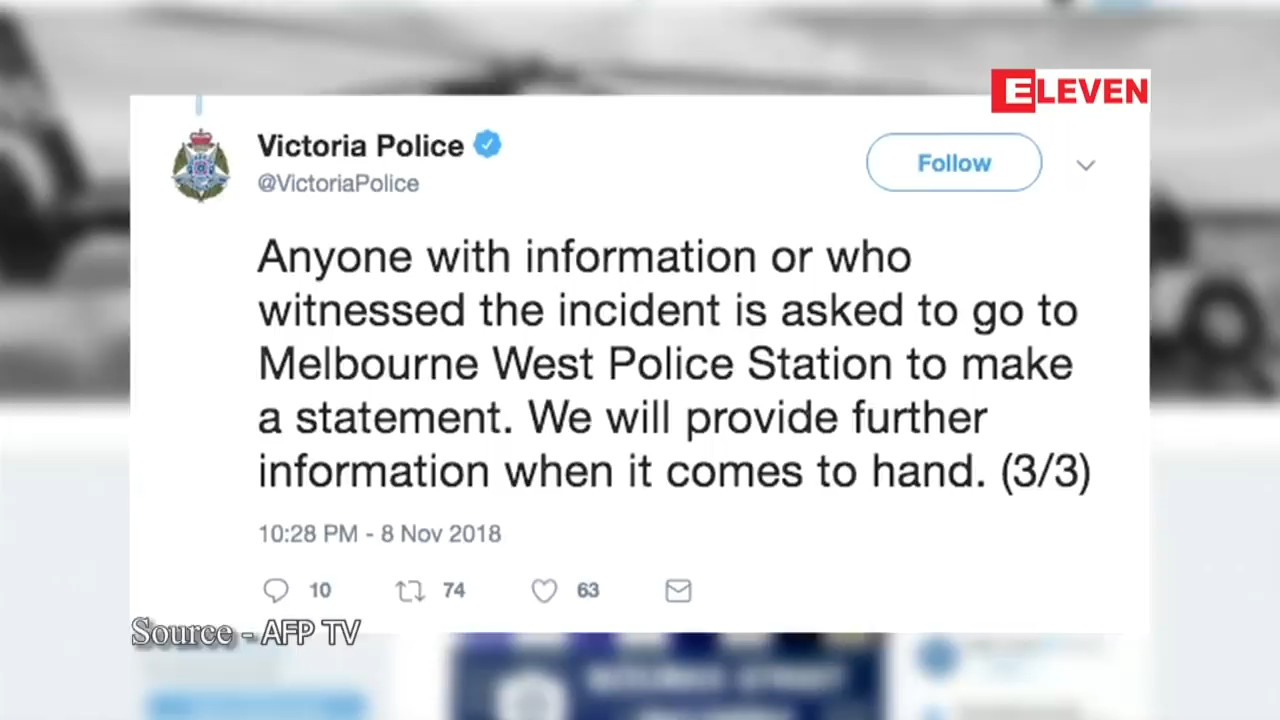 ELEVEN
Victoria Police
@VictoriaPolice
Follow
Anyone with information or who
witnessed the incident is asked to go to
Melbourne West Police Station to make
a statement. We will provide further
information when it comes to hand. (3/3)
10:28 PM - 8 Nov 2018
10 74 63
Source - AFP TV